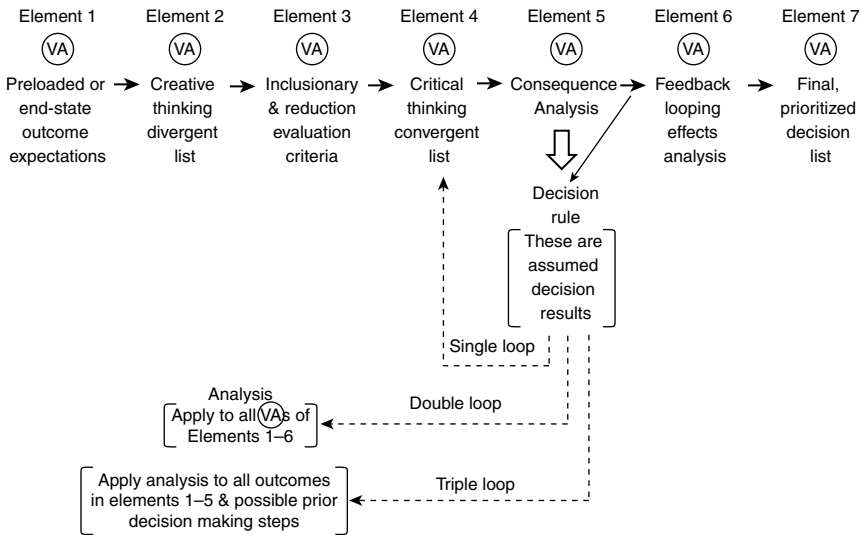 Element 1
Element 2
Element 3
Element 4
Element 5
Element 6
Element 7
VA
VA
VA
VA
VA
VA
VA
Preloaded or
end-state
outcome
expectations
Creative
thinking
divergent
list
Inclusionary
& reduction
evaluation
criteria
Critical
thinking
convergent
list
Consequence
Analysis
Feedback
looping
effects
analysis
Final,
prioritized
decision
list
Decision
rule
These are
assumed
decision
results
Single loop
Double loop
Analysis
Apply to all VAs of
Elements 1–6
Triple loop
Apply analysis to all outcomes
in elements 1–5 & possible prior
decision making steps